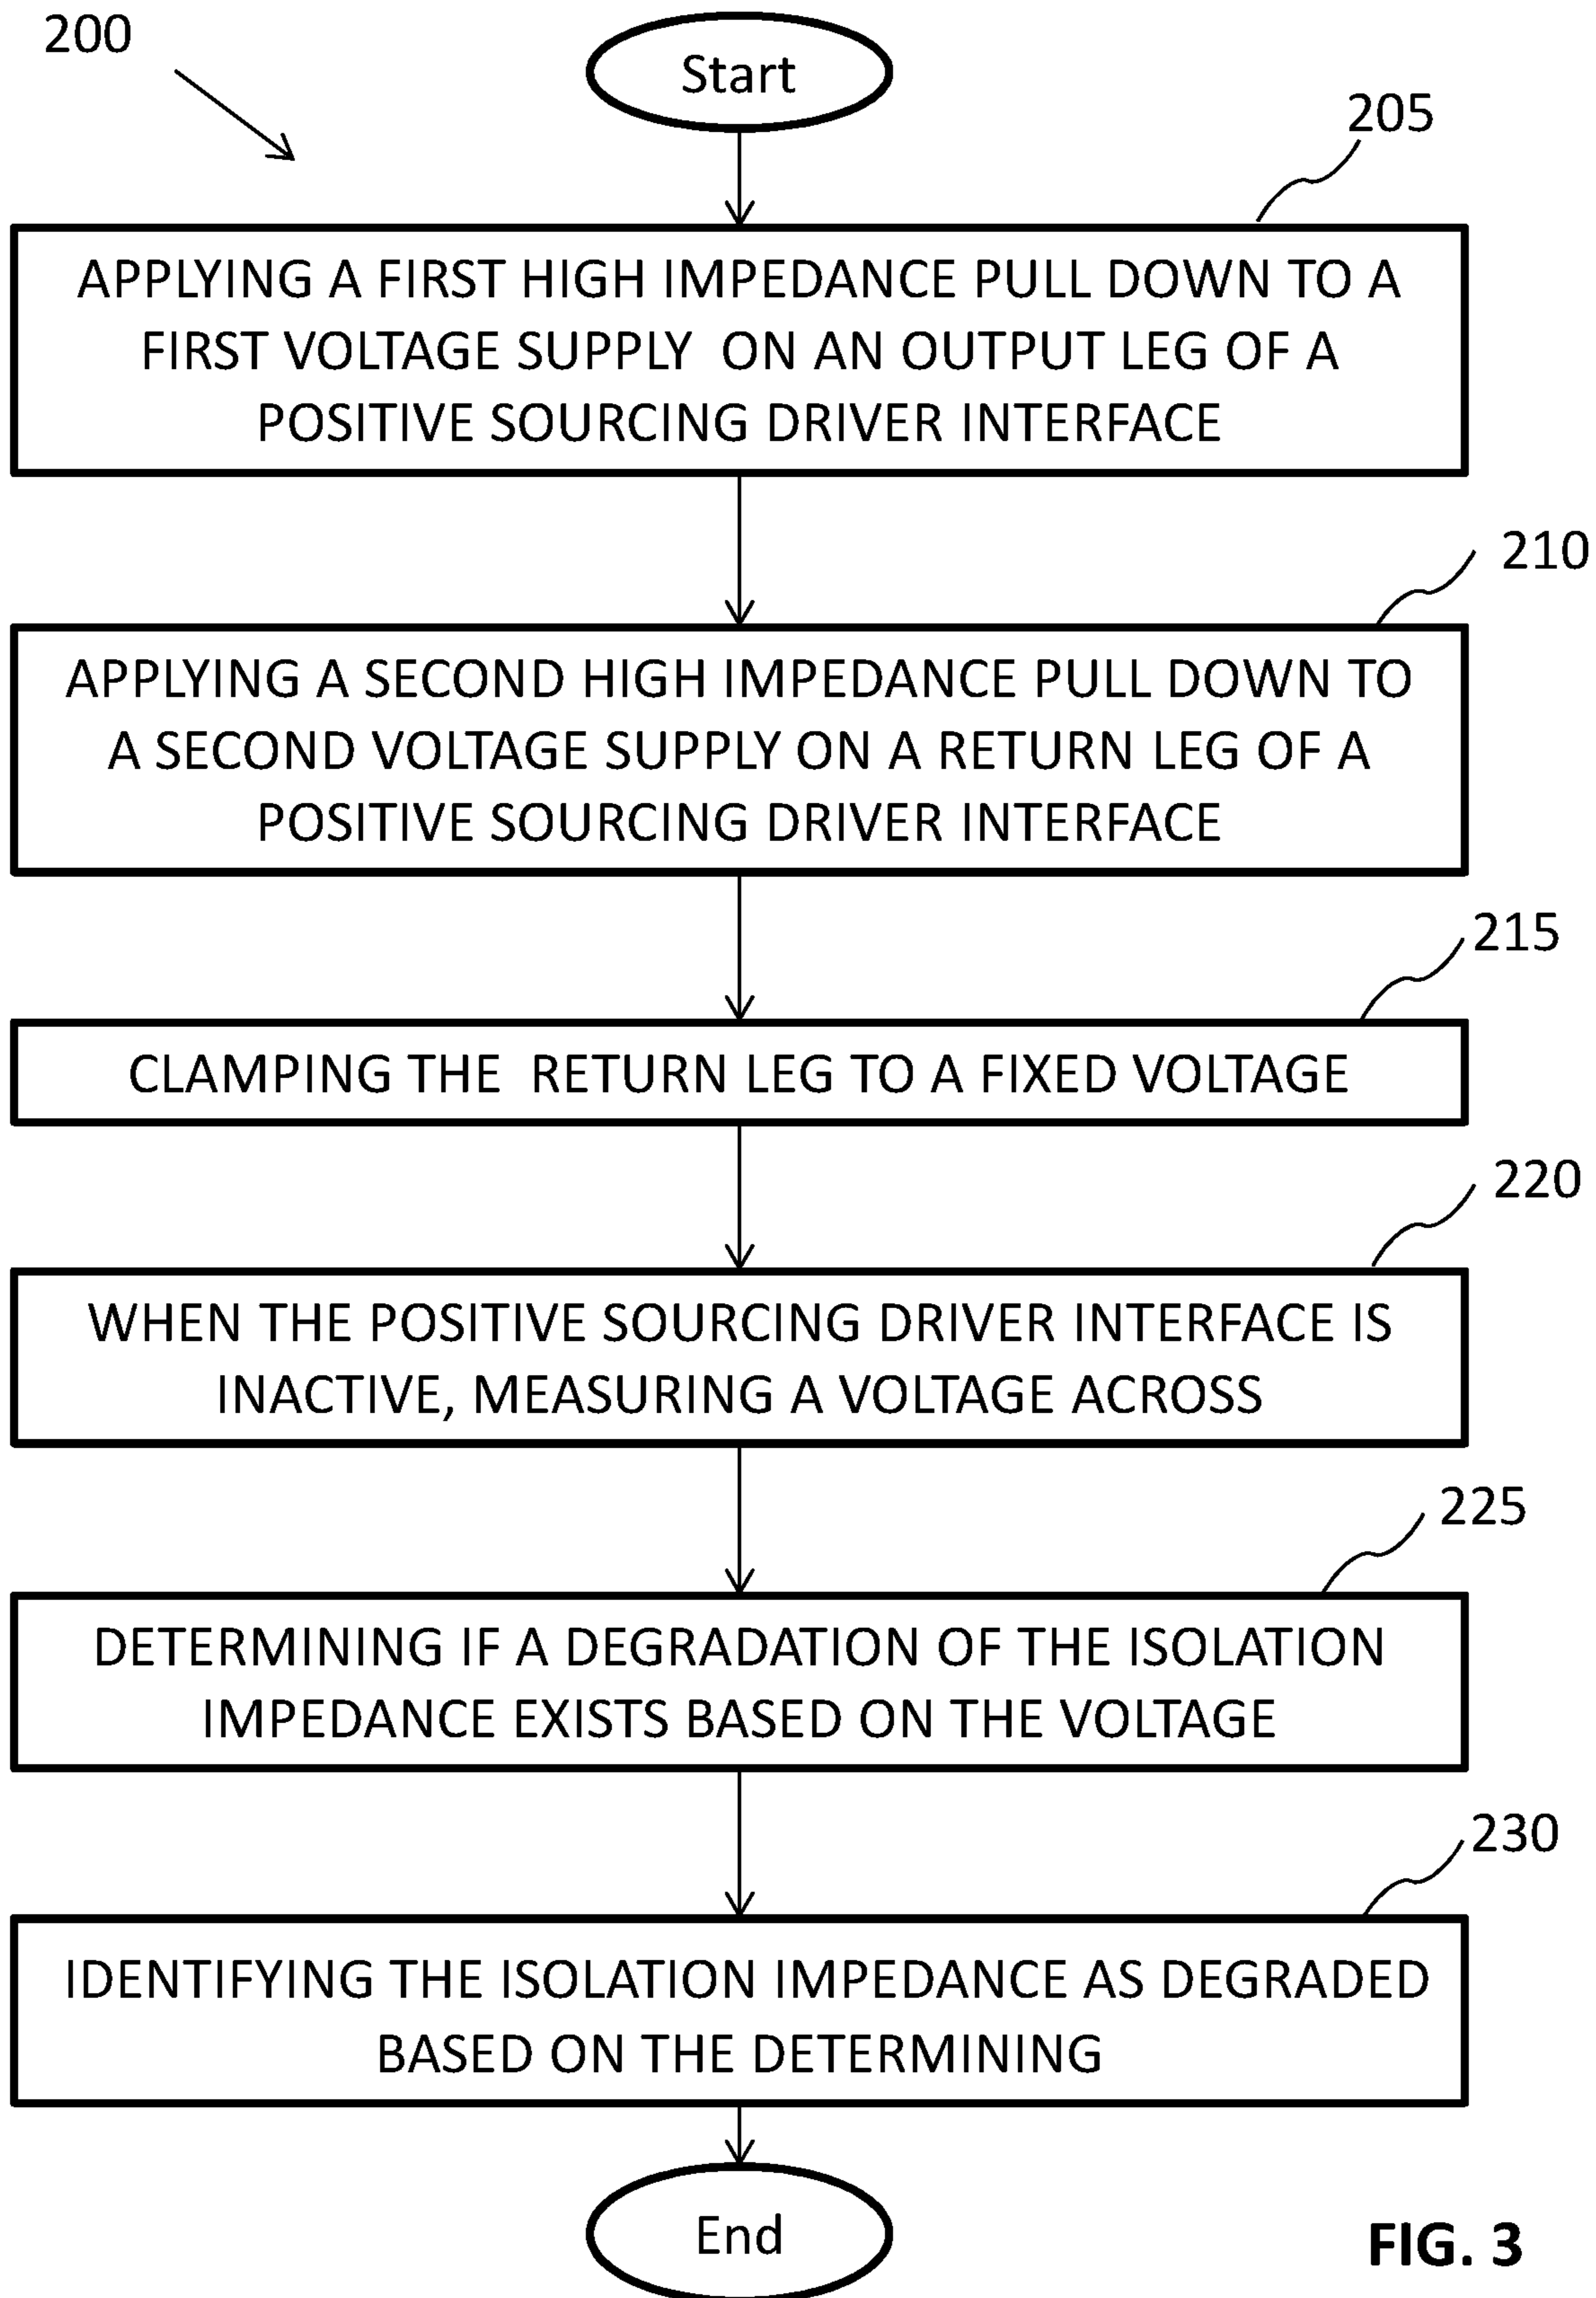 200
Start
205
APPLYING A FIRST HIGH IMPEDANCE PULL DOWN TO A
FIRST VOLTAGE SUPPLY ON AN OUTPUT LEG OF A
POSITIVE SOURCING DRIVER INTERFACE
210
APPLYING A SECOND HIGH IMPEDANCE PULL DOWN TO
A SECOND VOLTAGE SUPPLY ON A RETURN LEG OF A
POSITIVE SOURCING DRIVER INTERFACE
215
CLAMPING THE RETURN LEG TO A FIXED VOLTAGE
220
WHEN THE POSITIVE SOURCING DRIVER INTERFACE IS
INACTIVE, MEASURING A VOLTAGE ACROSS
225
DETERMINING IF A DEGRADATION OF THE ISOLATION
IMPEDANCE EXISTS BASED ON THE VOLTAGE
230
IDENTIFYING THE ISOLATION IMPEDANCE AS DEGRADED
BASED ON THE DETERMINING
End
FIG. 3